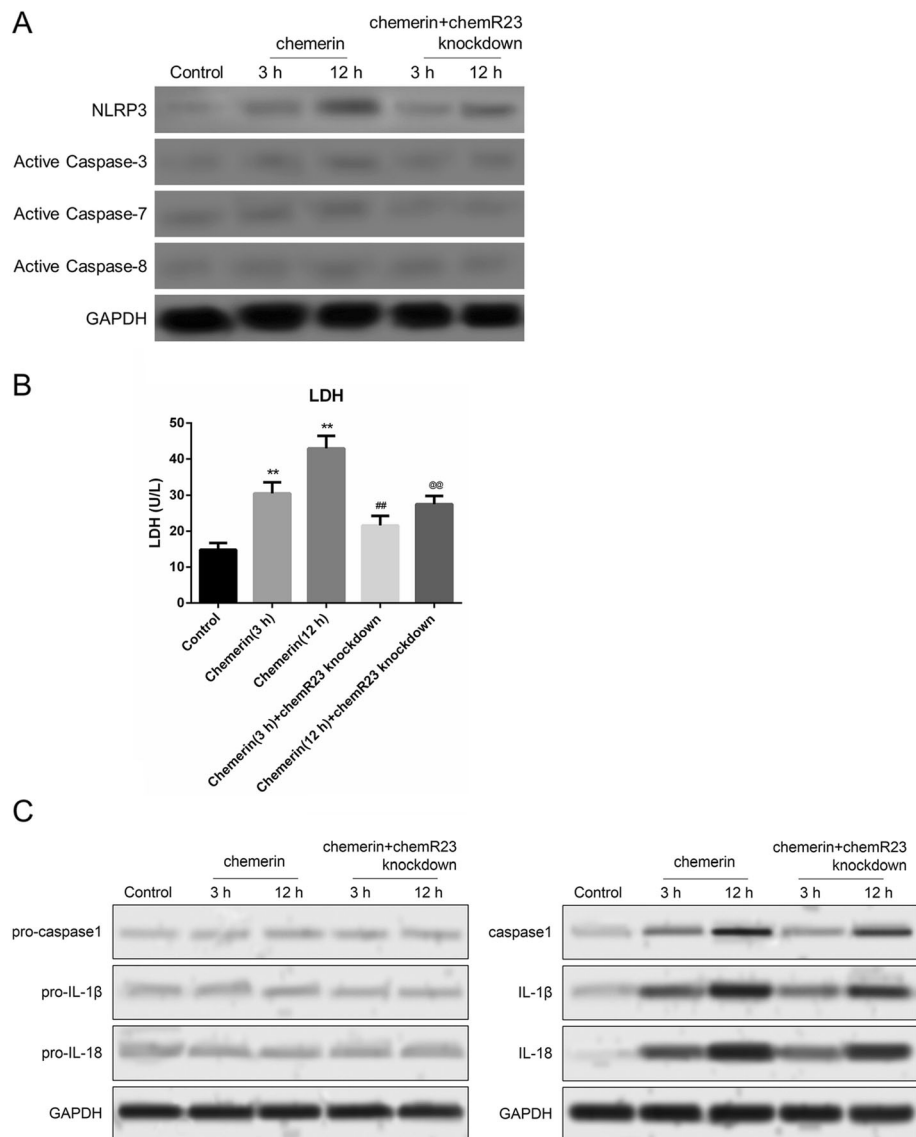 A
chemerin
chemerin+chemR23
knockdown
Control
3 h
12 h
3 h
12 h
NLRP3
Active Caspase-3
Active Caspase-7
Active Caspase-8
GAPDH
B
LDH
LDH (U/L)
50
40
30
20
10
0
**
**
##
@@
Control
Chemerin(3 h)
Chemerin(12 h)
Chemerin(3 h)+chemR23 knockdown
Chemerin(12 h)+chemR23 knockdown
C
chemerin
chemerin+chemR23
knockdown
Control
3 h
12 h
3 h
12 h
pro-caspase1
pro-IL-1β
pro-IL-18
GAPDH
chemerin
chemerin+chemR23
knockdown
Control
3 h
12 h
3 h
12 h
caspase1
IL-1β
IL-18
GAPDH